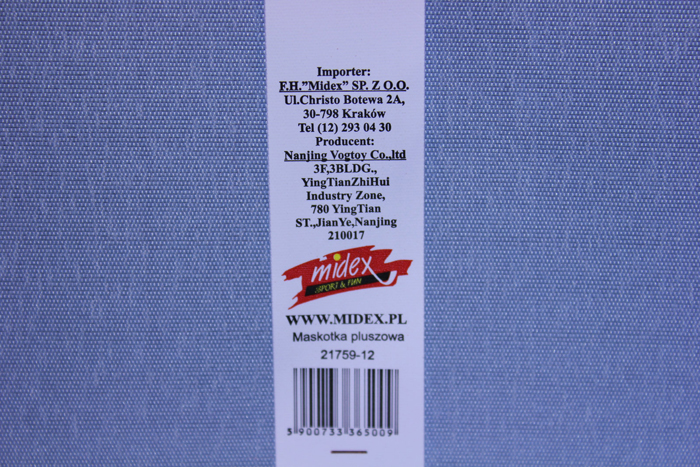 Importer:
F.H."Midex" SP. Z O.O.
Ul.Christo Botewa 2A,
30-798 Kraków
Tel (12) 293 04 30
Producent:
Nanjing Vogtoy Co.,ltd
3F,3BLDG.,
YingTianZhiHui
Industry Zone,
780 YingTian
ST.,JianYe,Nanjing
210017
midex
SPORT & FUN
WWW.MIDEX.PL
Maskotka pluszowa
21759-12
5 900733 365009